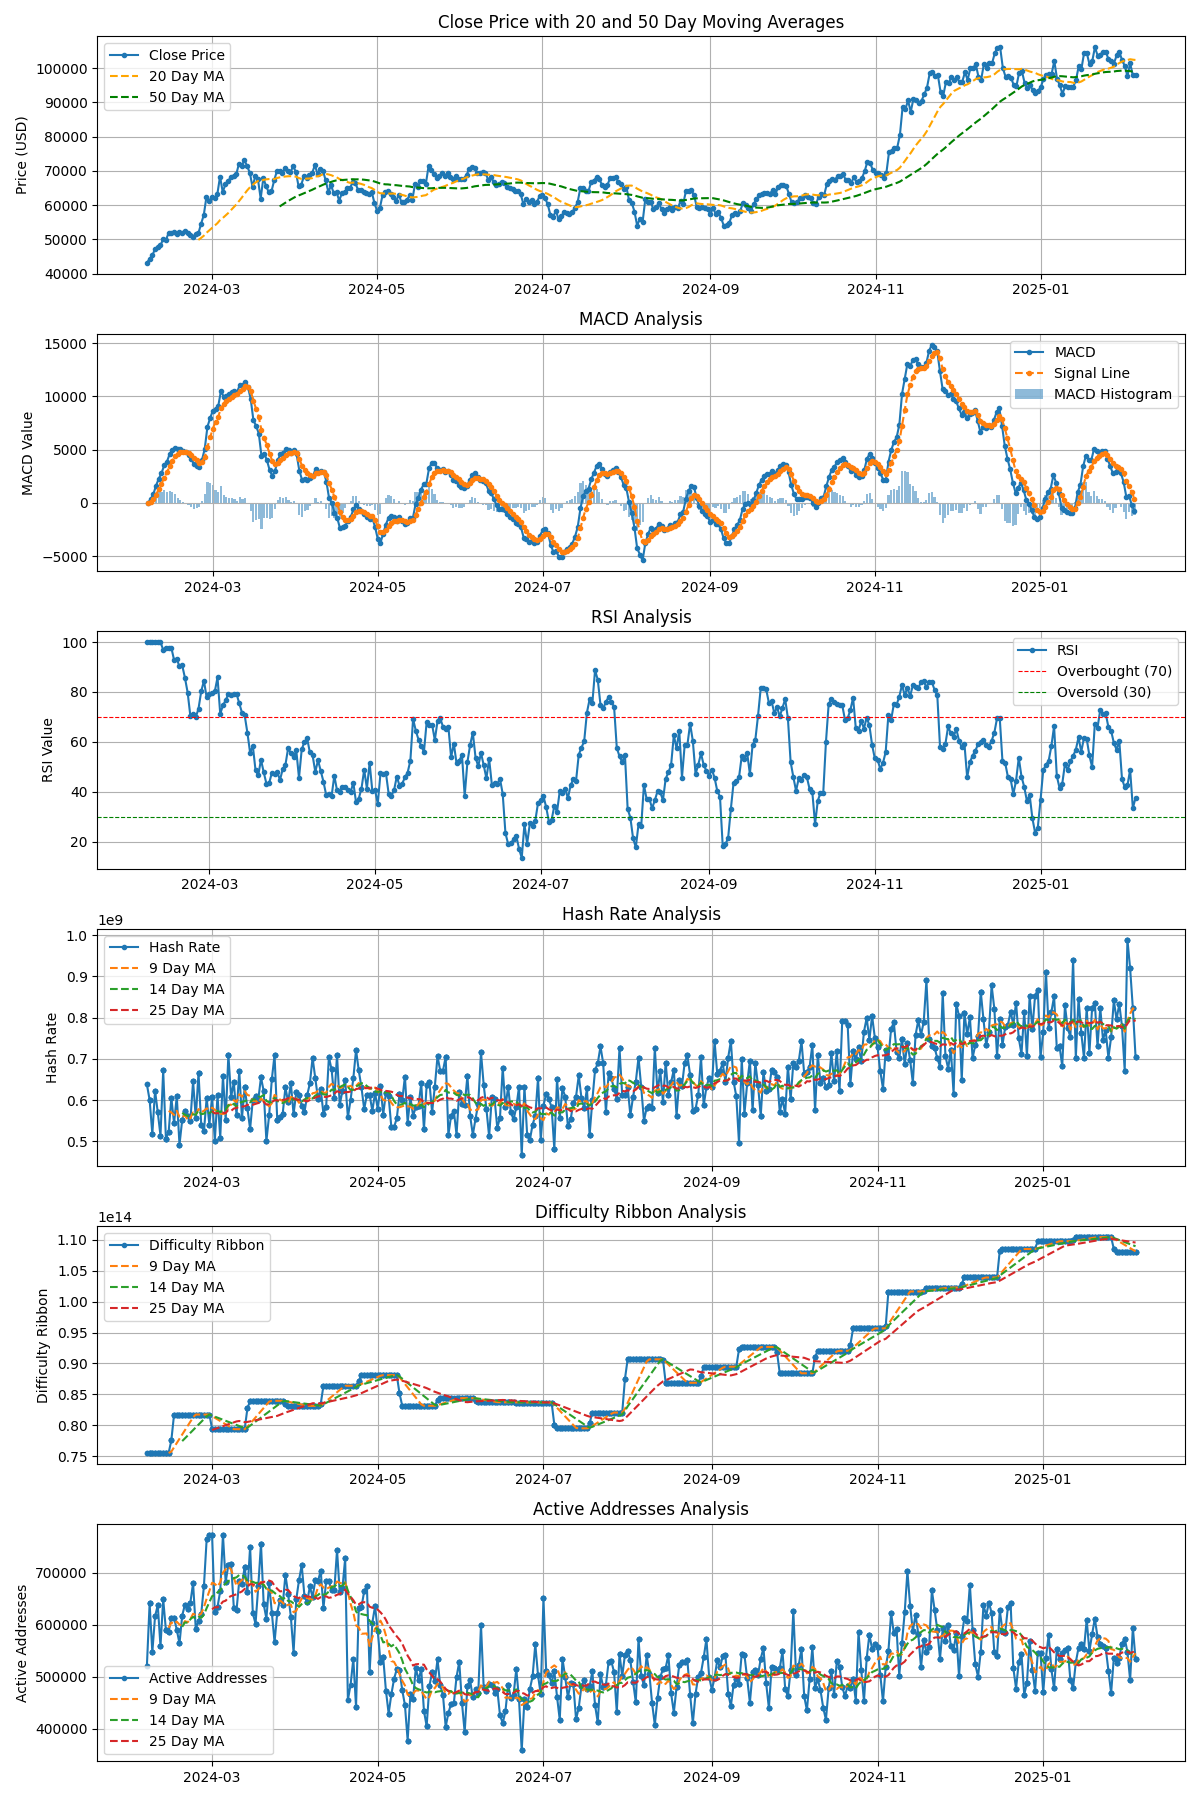 Close Price with 20 and 50 Day Moving Averages
Close Price
20 Day MA
50 Day MA
Price (USD)
100000
90000
80000
70000
60000
50000
40000
2024-03 2024-05 2024-07 2024-09 2024-11 2025-01
MACD Analysis
MACD
Signal Line
MACD Histogram
MACD Value
15000
10000
5000
0
−5000
2024-03 2024-05 2024-07 2024-09 2024-11 2025-01
RSI Analysis
RSI
Overbought (70)
Oversold (30)
RSI Value
100
80
60
40
20
2024-03 2024-05 2024-07 2024-09 2024-11 2025-01
Hash Rate Analysis
1e9
Hash Rate
9 Day MA
14 Day MA
25 Day MA
Hash Rate
1.0
0.9
0.8
0.7
0.6
0.5
2024-03 2024-05 2024-07 2024-09 2024-11 2025-01
Difficulty Ribbon Analysis
1e14
Difficulty Ribbon
9 Day MA
14 Day MA
25 Day MA
Difficulty Ribbon
1.10
1.05
1.00
0.95
0.90
0.85
0.80
0.75
2024-03 2024-05 2024-07 2024-09 2024-11 2025-01
Active Addresses Analysis
Active Addresses
700000
600000
500000
400000
Active Addresses
9 Day MA
14 Day MA
25 Day MA
2024-03 2024-05 2024-07 2024-09 2024-11 2025-01